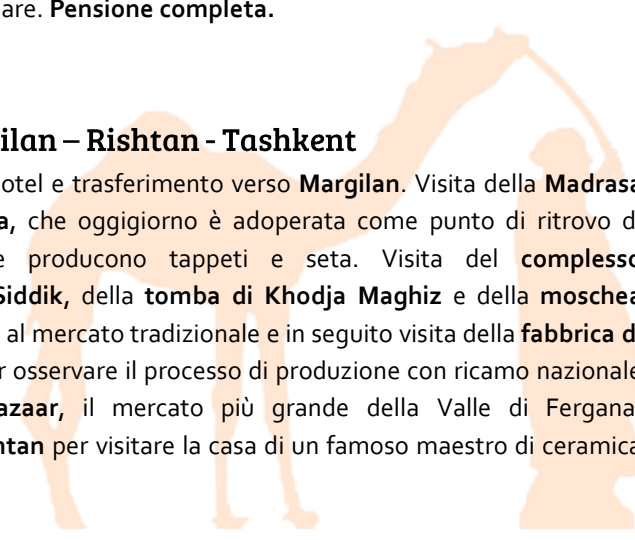 are. Pensione completa.
ilan – Rishtan - Tashkent
otel e trasferimento verso Margilan. Visita della Madrasa
a, che oggigiorno è adoperata come punto di ritrovo d
e producono tappeti e seta. Visita del complesso
Siddik, della tomba di Khodja Maghiz e della moschea
al mercato tradizionale e in seguito visita della fabbrica d
r osservare il processo di produzione con ricamo nazionale
azaar, il mercato più grande della Valle di Fergana
htan per visitare la casa di un famoso maestro di ceramica